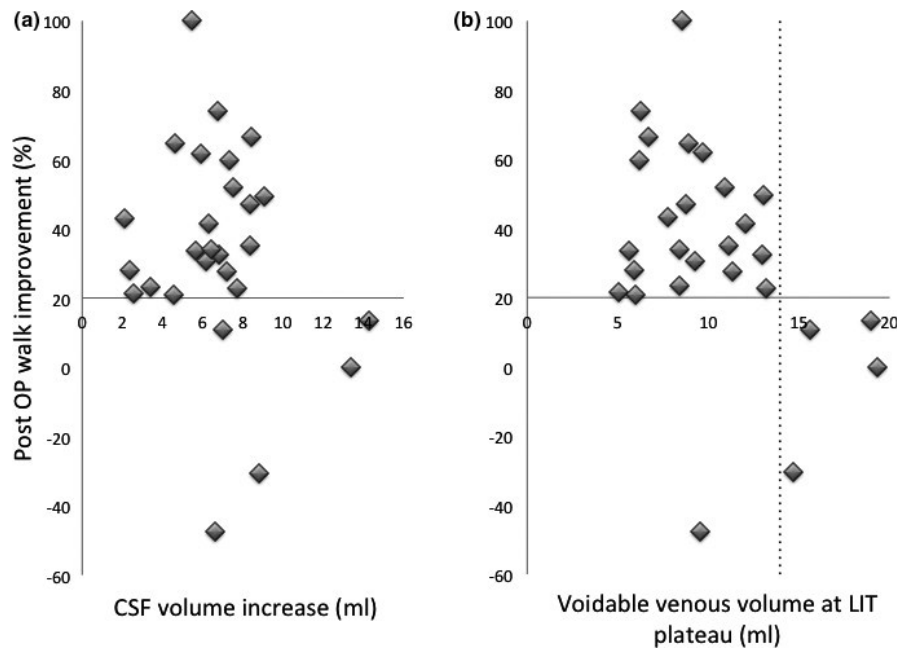 (a)
100
80
60
40
20
0
-20
-40
-60
0 2 4 6 8 10 12 14 16
Post OP walk improvement (%)
CSF volume increase (ml)
(b)
100
80
60
40
20
0
-20
-40
-60
0 5 10 15 20
Voidable venous volume at LIT
plateau (ml)